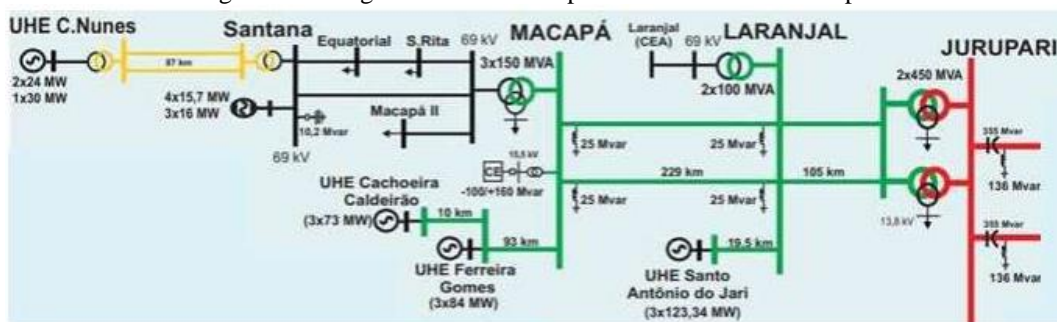 UHE C.Nunes
Santana
Equatorial
S.Rita
69 kV
MACAPÁ
Laranjal
(CEA)
69 kV
LARANJAL
JURUPARI
87 km
2x24 MW
1x30 MW
4x15,7 MW
3x16 MW
10,2 Mvar
Macapá II
69 kV
3x150 MVA
2x100 MVA
2x450 MVA
25 Mvar
25 Mvar
355 Mvar
136 Mvar
CE
-100/+160 Mvar
229 km
105 km
25 Mvar
25 Mvar
13,8 kV
355 Mvar
136 Mvar
UHE Cachoeira
Caldeirão
(3x73 MW)
10 km
93 km
UHE Ferreira
Gomes
(3x84 MW)
19,5 km
UHE Santo
Antônio do Jari
(3x123,34 MW)